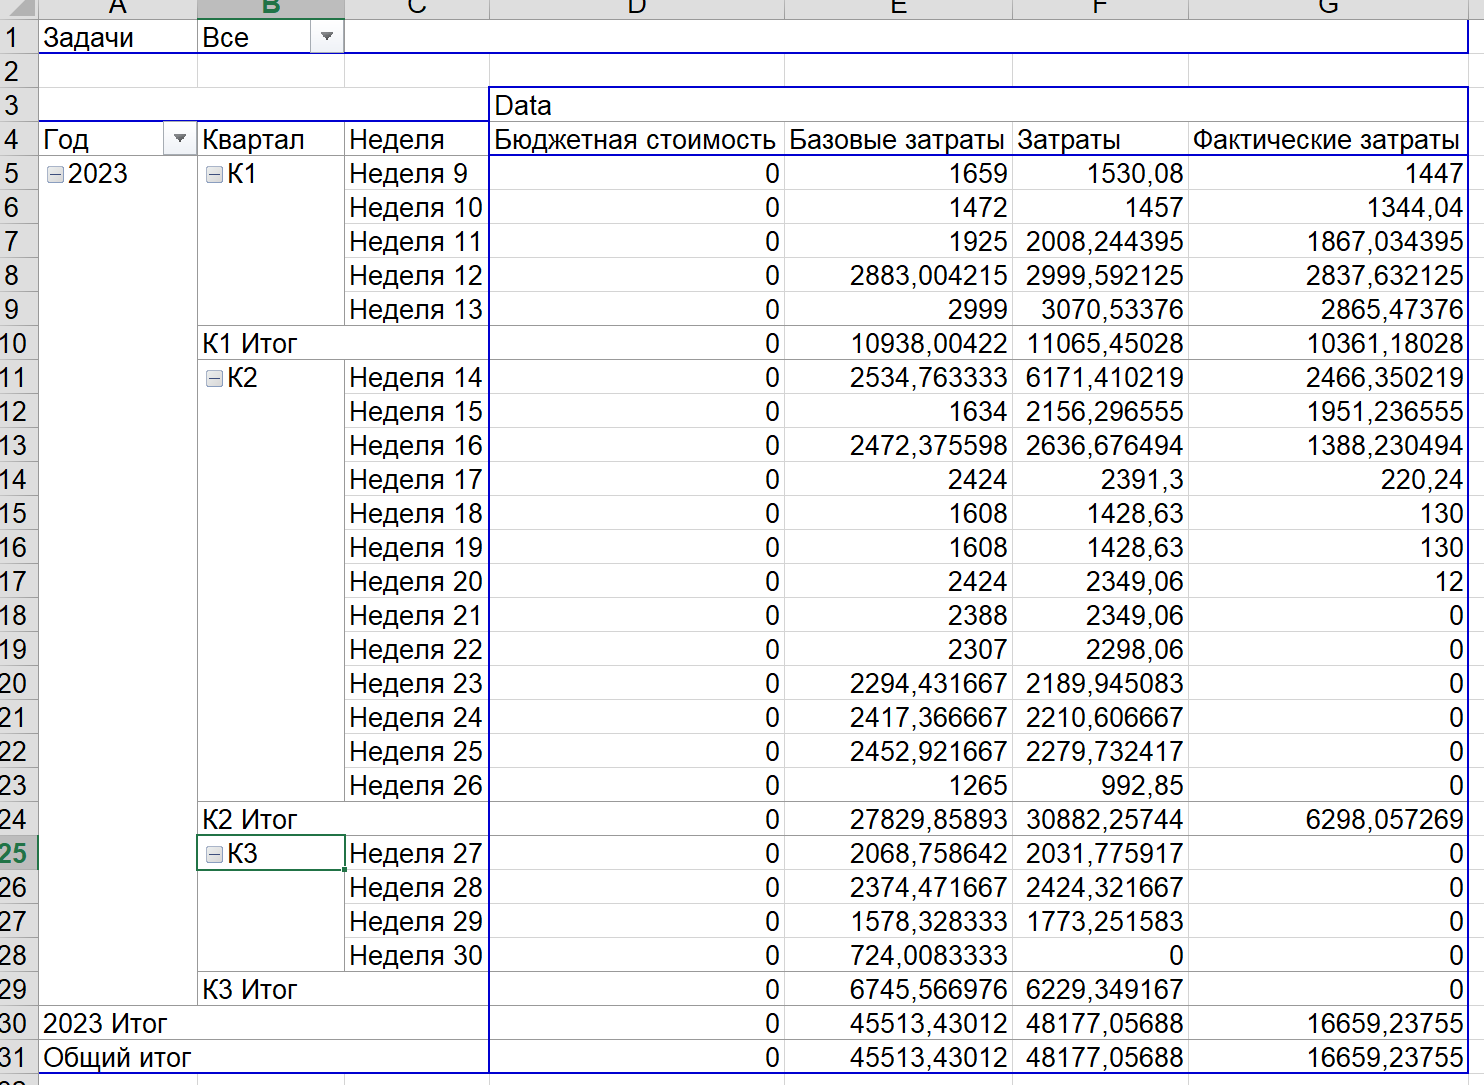 A B C D E F G
1 Задачи Все
2
3 Data
4 Год Квартал Неделя Бюджетная стоимость Базовые затраты Затраты Фактические затраты
5 2023 К1 Неделя 9 0 1659 1530,08 1447
6 Неделя 10 0 1472 1457 1344,04
7 Неделя 11 0 1925 2008,244395 1867,034395
8 Неделя 12 0 2883,004215 2999,592125 2837,632125
9 Неделя 13 0 2999 3070,53376 2865,47376
10 К1 Итог 0 10938,00422 11065,45028 10361,18028
11 К2 Неделя 14 0 2534,763333 6171,410219 2466,350219
12 Неделя 15 0 1634 2156,296555 1951,236555
13 Неделя 16 0 2472,375598 2636,676494 1388,230494
14 Неделя 17 0 2424 2391,3 220,24
15 Неделя 18 0 1608 1428,63 130
16 Неделя 19 0 1608 1428,63 130
17 Неделя 20 0 2424 2349,06 12
18 Неделя 21 0 2388 2349,06 0
19 Неделя 22 0 2307 2298,06 0
20 Неделя 23 0 2294,431667 2189,945083 0
21 Неделя 24 0 2417,366667 2210,606667 0
22 Неделя 25 0 2452,921667 2279,732417 0
23 Неделя 26 0 1265 992,85 0
24 К2 Итог 0 27829,85893 30882,25744 6298,057269
25 К3 Неделя 27 0 2068,758642 2031,775917 0
26 Неделя 28 0 2374,471667 2424,321667 0
27 Неделя 29 0 1578,328333 1773,251583 0
28 Неделя 30 0 724,0083333 0 0
29 К3 Итог 0 6745,566976 6229,349167 0
30 2023 Итог 0 45513,43012 48177,05688 16659,23755
31 Общий итог 0 45513,43012 48177,05688 16659,23755